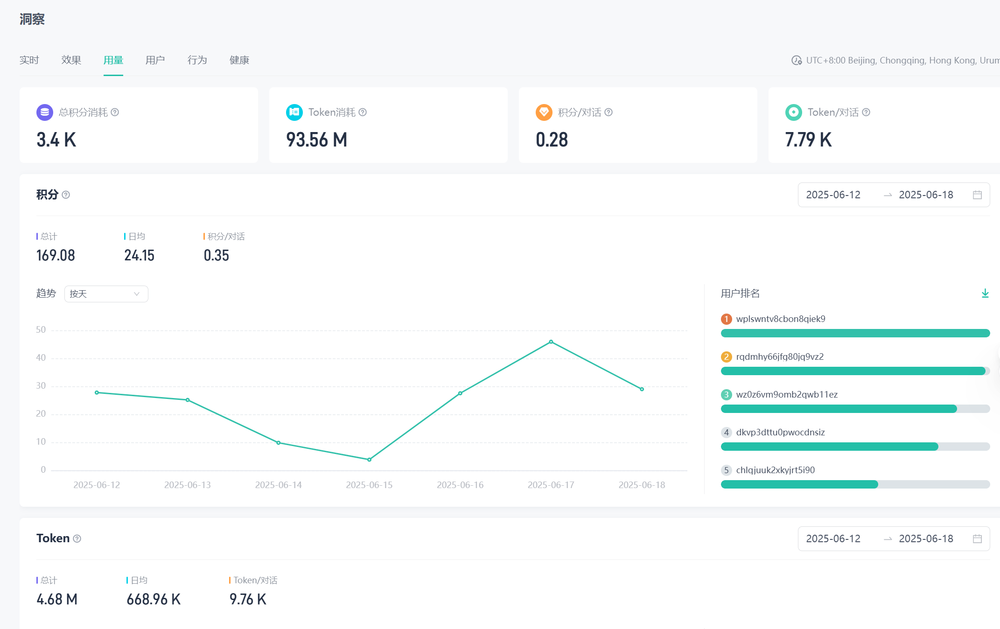 洞察
实时 效果 用量 用户 行为 健康
UTC+8:00 Beijing, Chongqing, Hong Kong, Urum
总积分消耗
3.4 K
Token消耗
93.56 M
积分/对话
0.28
Token/对话
7.79 K
积分
2025-06-12 → 2025-06-18
总计
169.08
日均
24.15
积分/对话
0.35
趋势 按天
50
40
30
20
10
0
2025-06-12 2025-06-13 2025-06-14 2025-06-15 2025-06-16 2025-06-17 2025-06-18
用户排名
1 wplswntv8cbon8qiek9
2 rqdmhy66jfg80jq9vz2
3 wz0z6vm9omb2qwb11ez
4 dkvp3dttu0pwocdnsiz
5 chlqjuuk2xkyjrt5i90
Token
2025-06-12 → 2025-06-18
总计
4.68 M
日均
668.96 K
Token/对话
9.76 K